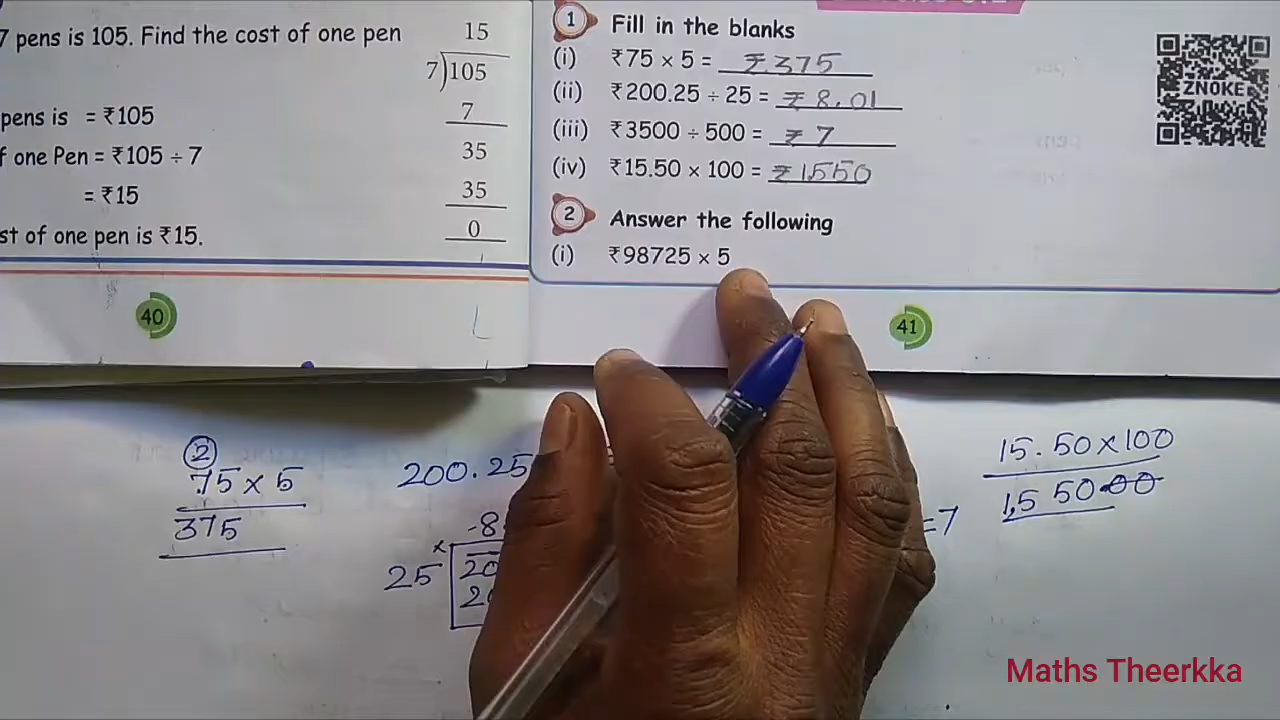 7 pens is 105. Find the cost of one pen
15
7)105
7
35
35
0
pens is = ₹105
f one Pen = ₹105 ÷ 7
= ₹15
st of one pen is ₹15.
40
1 Fill in the blanks
(i) ₹75 × 5 = ₹.375
(ii) ₹200.25 ÷ 25 = ₹8.01
(iii) ₹3500 ÷ 500 = ₹7
(iv) ₹15.50 × 100 = ₹1550
2 Answer the following
(i) ₹98725 × 5
41
ZNOKE
2
75 × 5
375
200.25
8
25
20
=7
15.50×100
1,55000
Maths Theerkka